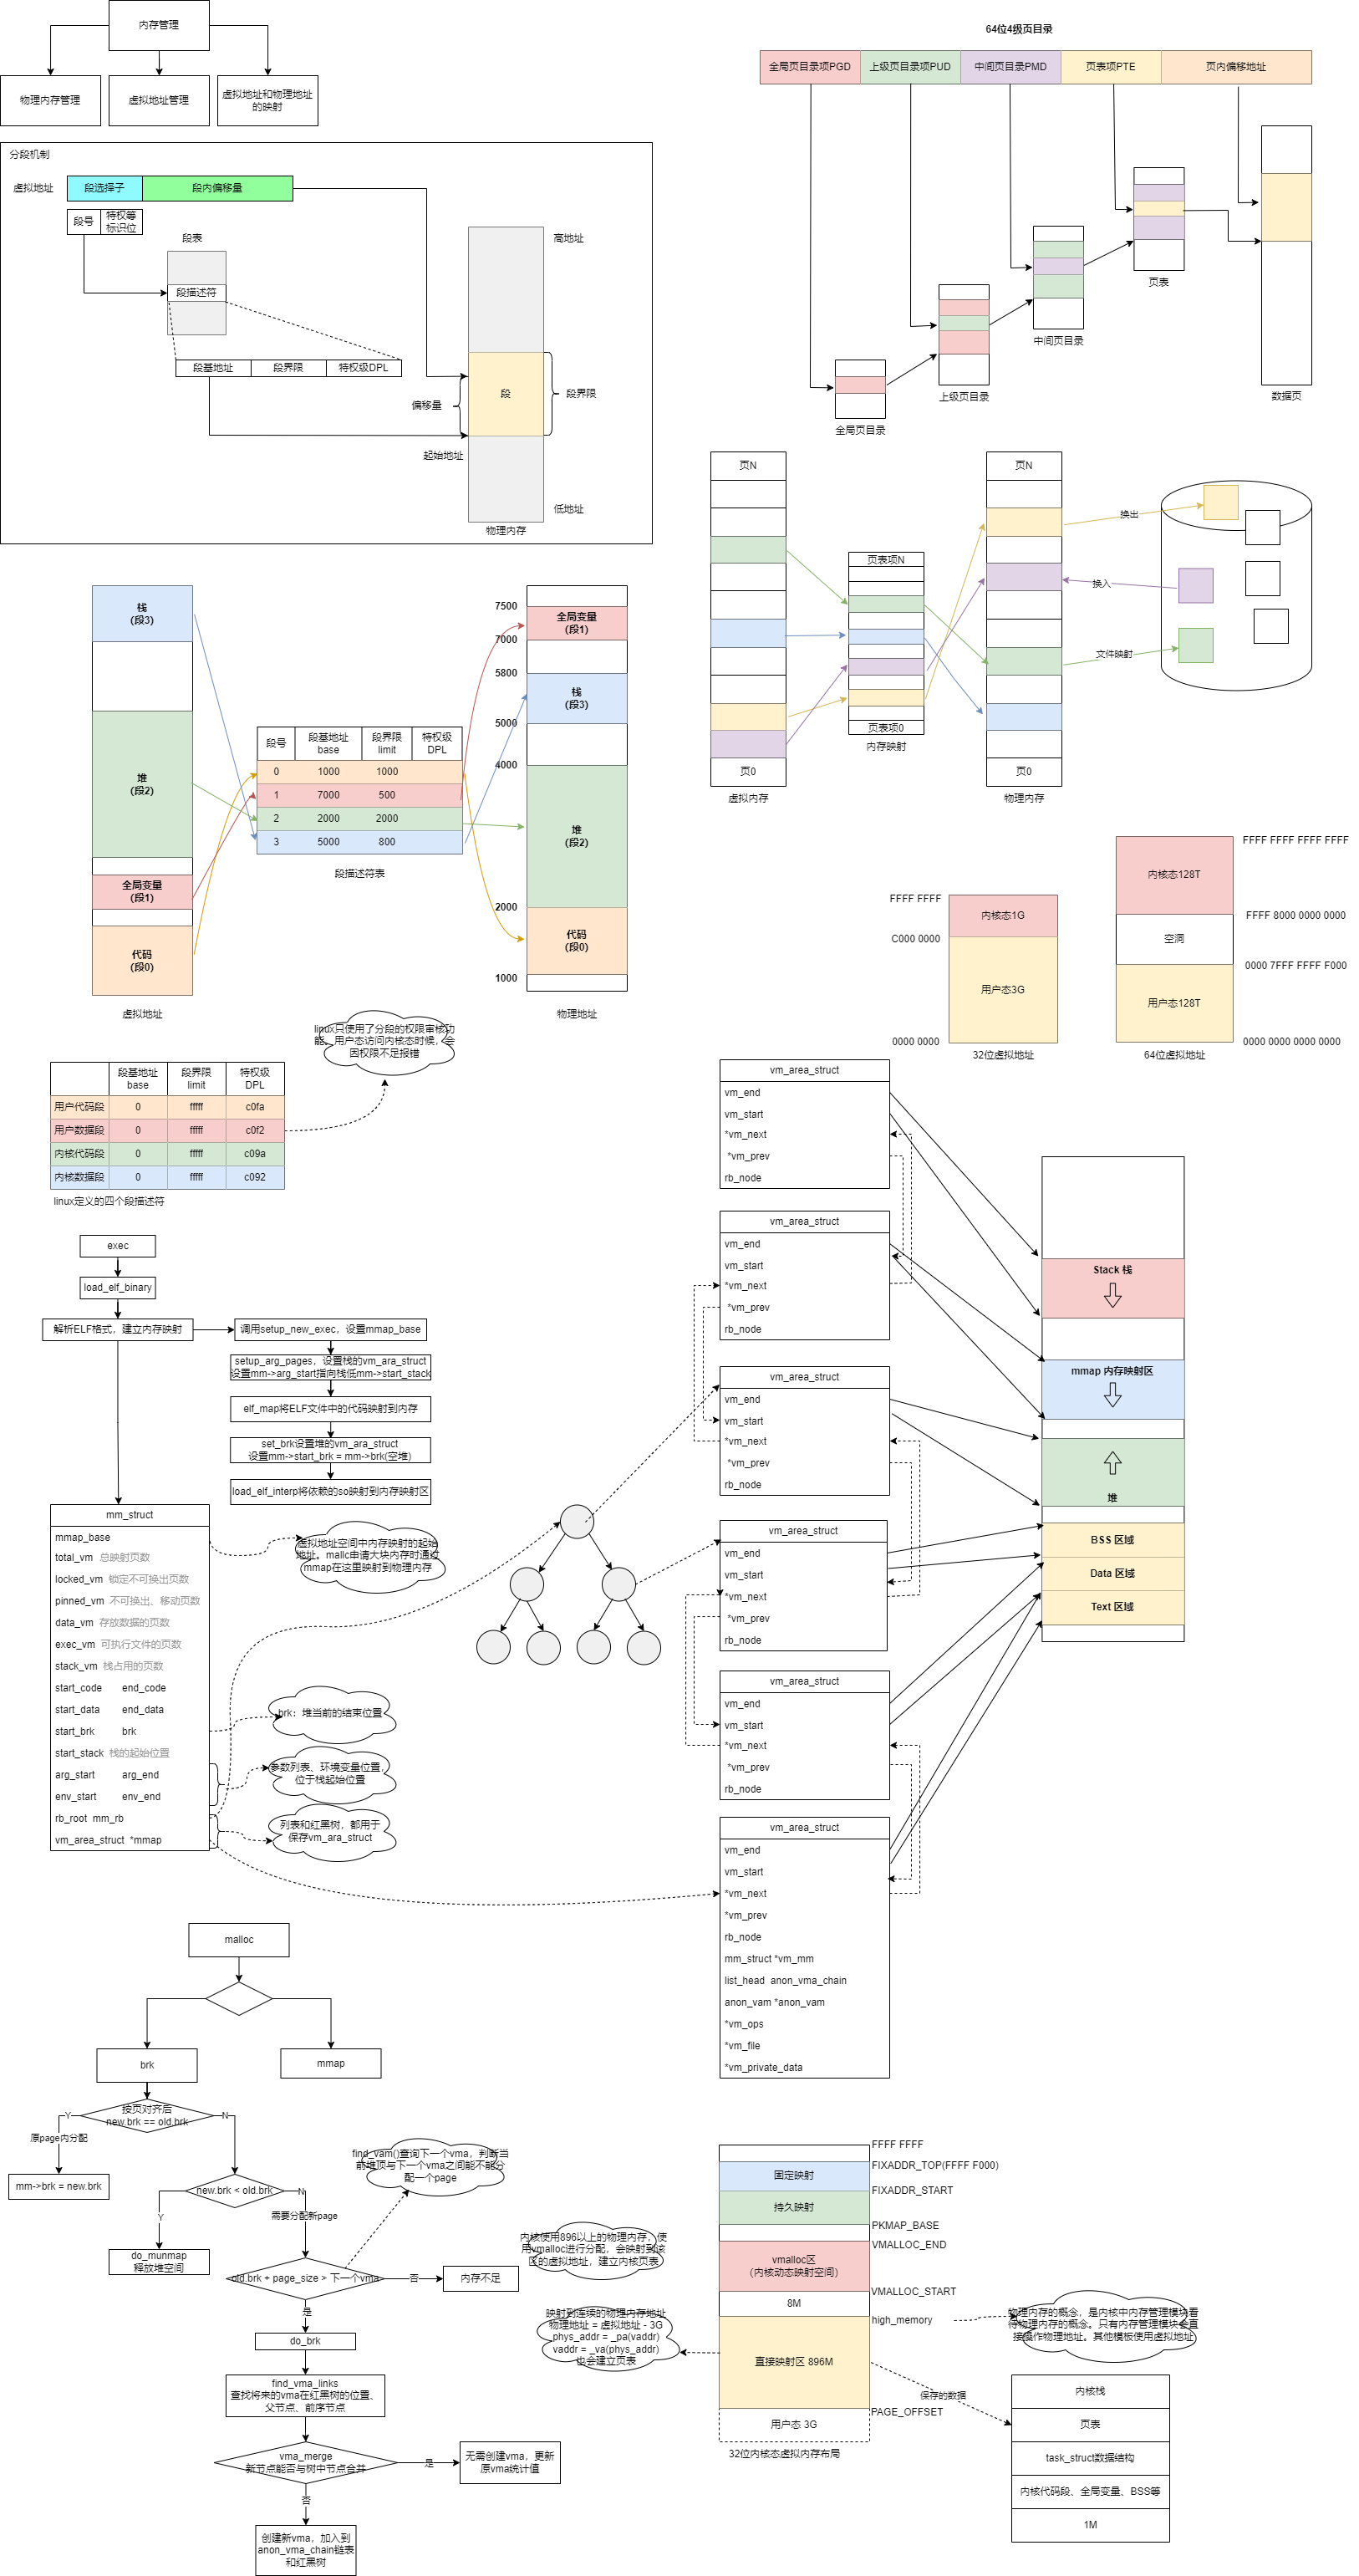 内存管理
物理内存管理
虚拟地址管理
虚拟地址和物理地址
的映射
分段机制
虚拟地址
段选择子
段内偏移量
段号
特权等
标识位
段表
段描述符
段基地址
段界限
特权级DPL
高地址
段
段界限
偏移量
起始地址
低地址
物理内存
64位4级页目录
全局页目录项PGD
上级页目录项PUD
中间页目录PMD
页表项PTE
页内偏移地址
全局页目录
上级页目录
中间页目录
页表
数据页
页N
页0
虚拟内存
页表项N
页表项0
内存映射
页N
页0
物理内存
换出
换入
文件映射
栈
(段3)
堆
(段2)
全局变量
(段1)
代码
(段0)
虚拟地址
段号
段基地址
base
段界限
limit
特权级
DPL
0 1000 1000
1 7000 500
2 2000 2000
3 5000 800
段描述符表
7500
全局变量
(段1)
7000
5800
栈
(段3)
5000
4000
堆
(段2)
2000
代码
(段0)
1000
物理地址
FFFF FFFF
内核态1G
C000 0000
用户态3G
0000 0000
32位虚拟地址
FFFF FFFF FFFF FFFF
内核态128T
FFFF 8000 0000 0000
空洞
0000 7FFF FFFF F000
用户态128T
0000 0000 0000 0000
64位虚拟地址
linux只使用了分段的权限审核功
能，用户态访问内核态时候，会
因权限不足报错
段基地址
base
段界限
limit
特权级
DPL
用户代码段 0 fffff c0fa
用户数据段 0 fffff c0f2
内核代码段 0 fffff c09a
内核数据段 0 fffff c092
linux定义的四个段描述符
exec
load_elf_binary
解析ELF格式，建立内存映射
调用setup_new_exec，设置mmap_base
setup_arg_pages，设置栈的vm_ara_struct
设置mm->arg_start指向栈低mm->start_stack
elf_map将ELF文件中的代码映射到内存
set_brk设置堆的vm_ara_struct
设置mm->start_brk = mm->brk(空堆)
load_elf_interp将依赖的so映射到内存映射区
mm_struct
mmap_base
total_vm 总映射页数
locked_vm 锁定不可换出页数
pinned_vm 不可换出、移动页数
data_vm 存放数据的页数
exec_vm 可执行文件的页数
stack_vm 栈占用的页数
start_code end_code
start_data end_data
start_brk brk
start_stack 栈的起始位置
arg_start arg_end
env_start env_end
rb_root mm_rb
vm_area_struct *mmap
虚拟地址空间中内存映射的起始
地址。mallc申请大块内存时通过
mmap在这里映射到物理内存
brk：堆当前的结束位置
参数列表、环境变量位置，
位于栈起始位置
列表和红黑树，都用于
保存vm_ara_struct
vm_area_struct
vm_end
vm_start
*vm_next
*vm_prev
rb_node
vm_area_struct
vm_end
vm_start
*vm_next
*vm_prev
rb_node
vm_area_struct
vm_end
vm_start
*vm_next
*vm_prev
rb_node
vm_area_struct
vm_end
vm_start
*vm_next
*vm_prev
rb_node
vm_area_struct
vm_end
vm_start
*vm_next
*vm_prev
rb_node
vm_area_struct
vm_end
vm_start
*vm_next
*vm_prev
rb_node
mm_struct *vm_mm
list_head anon_vma_chain
anon_vam *anon_vam
*vm_ops
*vm_file
*vm_private_data
Stack 栈
mmap 内存映射区
堆
BSS 区域
Data 区域
Text 区域
malloc
brk
mmap
按页对齐后
new.brk == old.brk
Y
N
原page内分配
mm->brk = new.brk
new.brk < old.brk
Y
N
do_munmap
释放堆空间
需要分配新page
find_vam()查询下一个vma，判断当
前堆顶与下一个vma之间能不能分
配一个page
old.brk + page_size > 下一个vma
否
内存不足
是
do_brk
find_vma_links
查找将来的vma在红黑树的位置、
父节点、前序节点
vma_merge
新节点能否与树中节点合并
是
无需创建vma，更新
原vma统计值
否
创建新vma，加入到
anon_vma_chain链表
和红黑树
FFFF FFFF
FIXADDR_TOP(FFFF F000)
固定映射
FIXADDR_START
持久映射
PKMAP_BASE
VMALLOC_END
vmalloc区
(内核动态映射空间)
VMALLOC_START
8M
high_memory
直接映射区 896M
PAGE_OFFSET
用户态 3G
32位内核态虚拟内存布局
内核使用896以上的物理内存，使
用vmalloc进行分配，会映射到该
区的虚拟地址，建立内核页表
映射到连续的物理内存地址
物理地址 = 虚拟地址 - 3G
phys_addr = _pa(vaddr)
vaddr = _va(phys_addr)
也会建立页表
物理内存的概念，是内核中内存管理模块看
待物理内存的概念。只有内存管理模块会直
接操作物理地址。其他模板使用虚拟地址
保存的数据
内核栈
页表
task_struct数据结构
内核代码段、全局变量、BSS等
1M